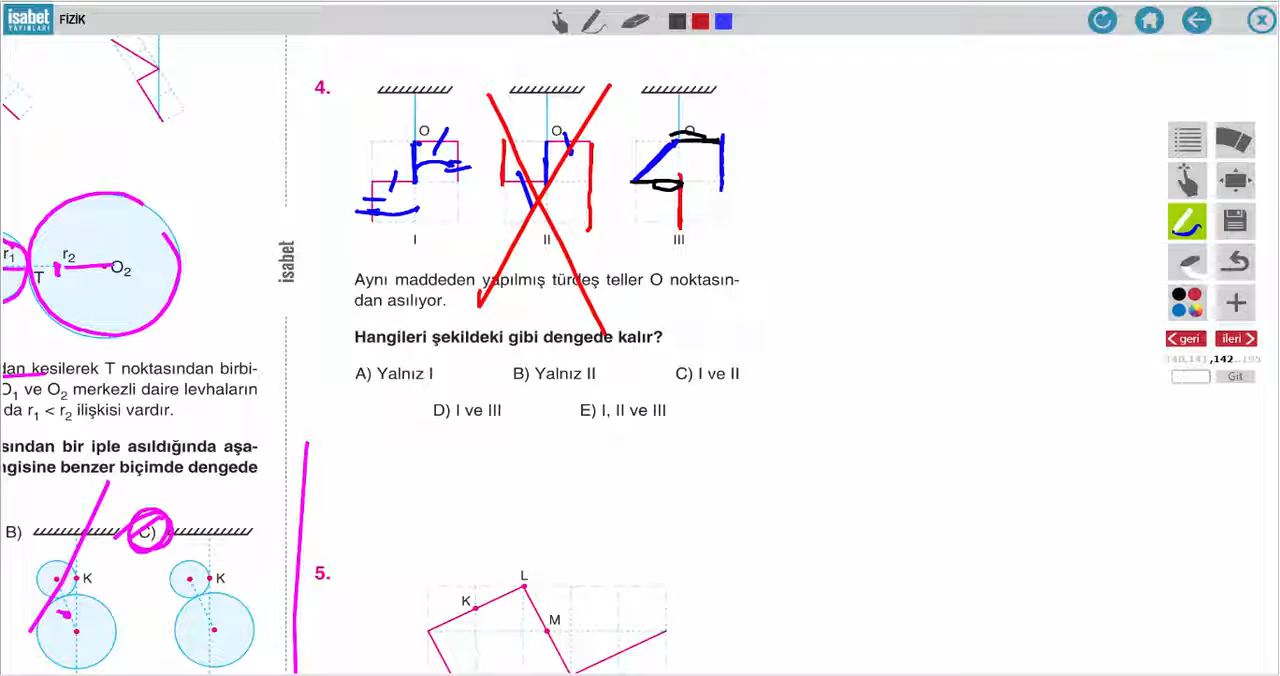 isabet
YAYINLARI
FİZİK
r₁
r₂
O₂
T
dan kesilerek T noktasından birbi-
O₁ ve O₂ merkezli daire levhaların
da r₁ < r₂ ilişkisi vardır.
sından bir iple asıldığında aşa-
ngisine benzer biçimde dengede
B)
C)
K
K
isabet
4.
O
O
O
I
II
III
Aynı maddeden yapılmış türdeş teller O noktasın-
dan asılıyor.
Hangileri şekildeki gibi dengede kalır?
A) Yalnız I
B) Yalnız II
C) I ve II
D) I ve III
E) I, II ve III
5.
L
K
M
geri
ileri
140,141,142..195
Git